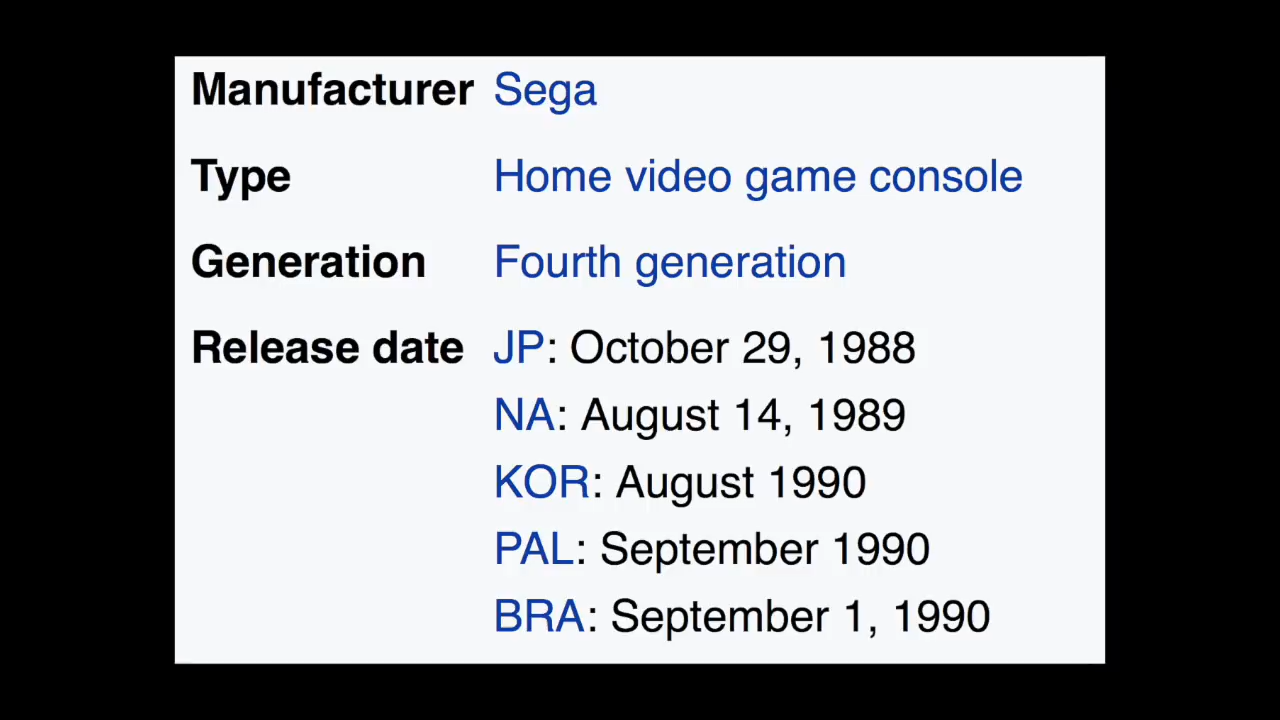 Manufacturer Sega
Type Home video game console
Generation Fourth generation
Release date JP: October 29, 1988
NA: August 14, 1989
KOR: August 1990
PAL: September 1990
BRA: September 1, 1990